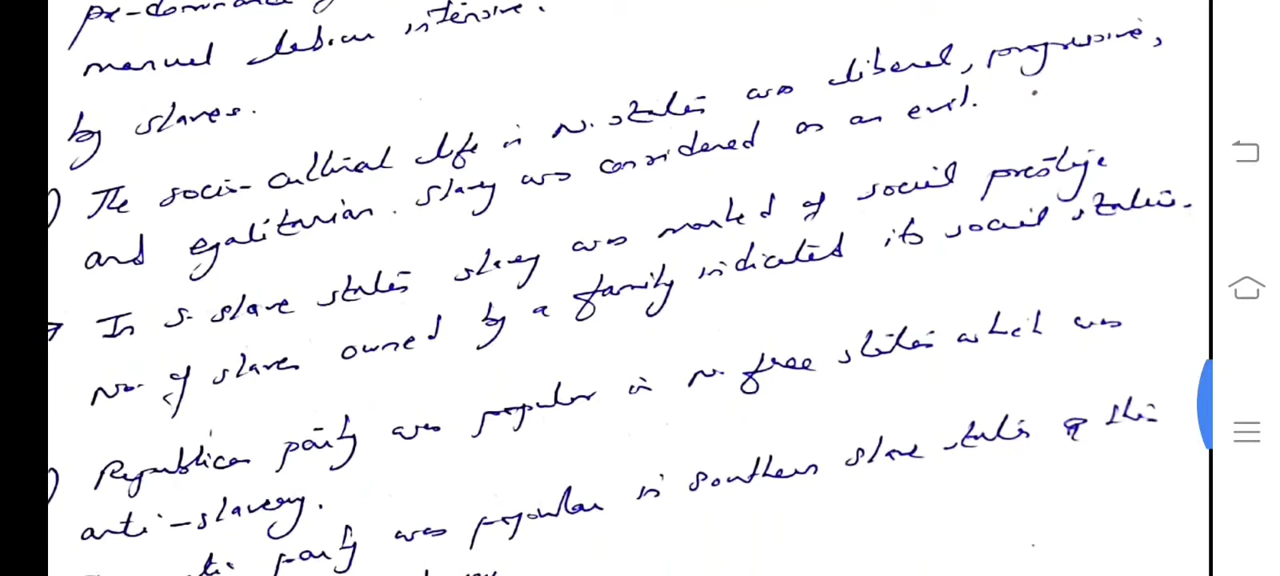 pre-domina
manual labour intensive.
by slaves.
) The socio-cultural life in N. states was liberal, progressive,
and egalitarian. Slavery was considered as an evil.
→ In S. slave states slavery was marked of social prestige
No. of slaves owned by a family indicated its social status.
) Republican party was popular in N. free states which was
anti-slavery.
party was popular in Southern slave states & this